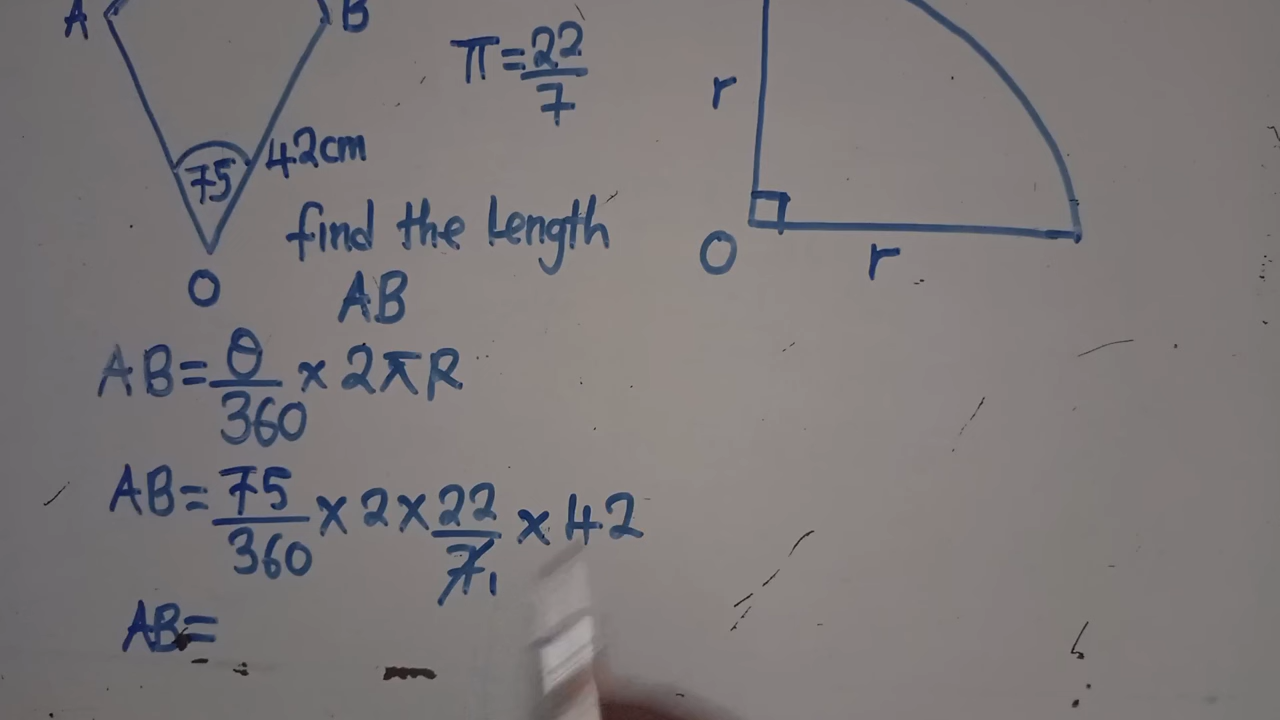 A B
π=22/7
r
42cm
75
find the Length
O r
O
AB
AB=θ/360 × 2πR
AB=75/360 × 2 × 22/7 1 × 42
AB=